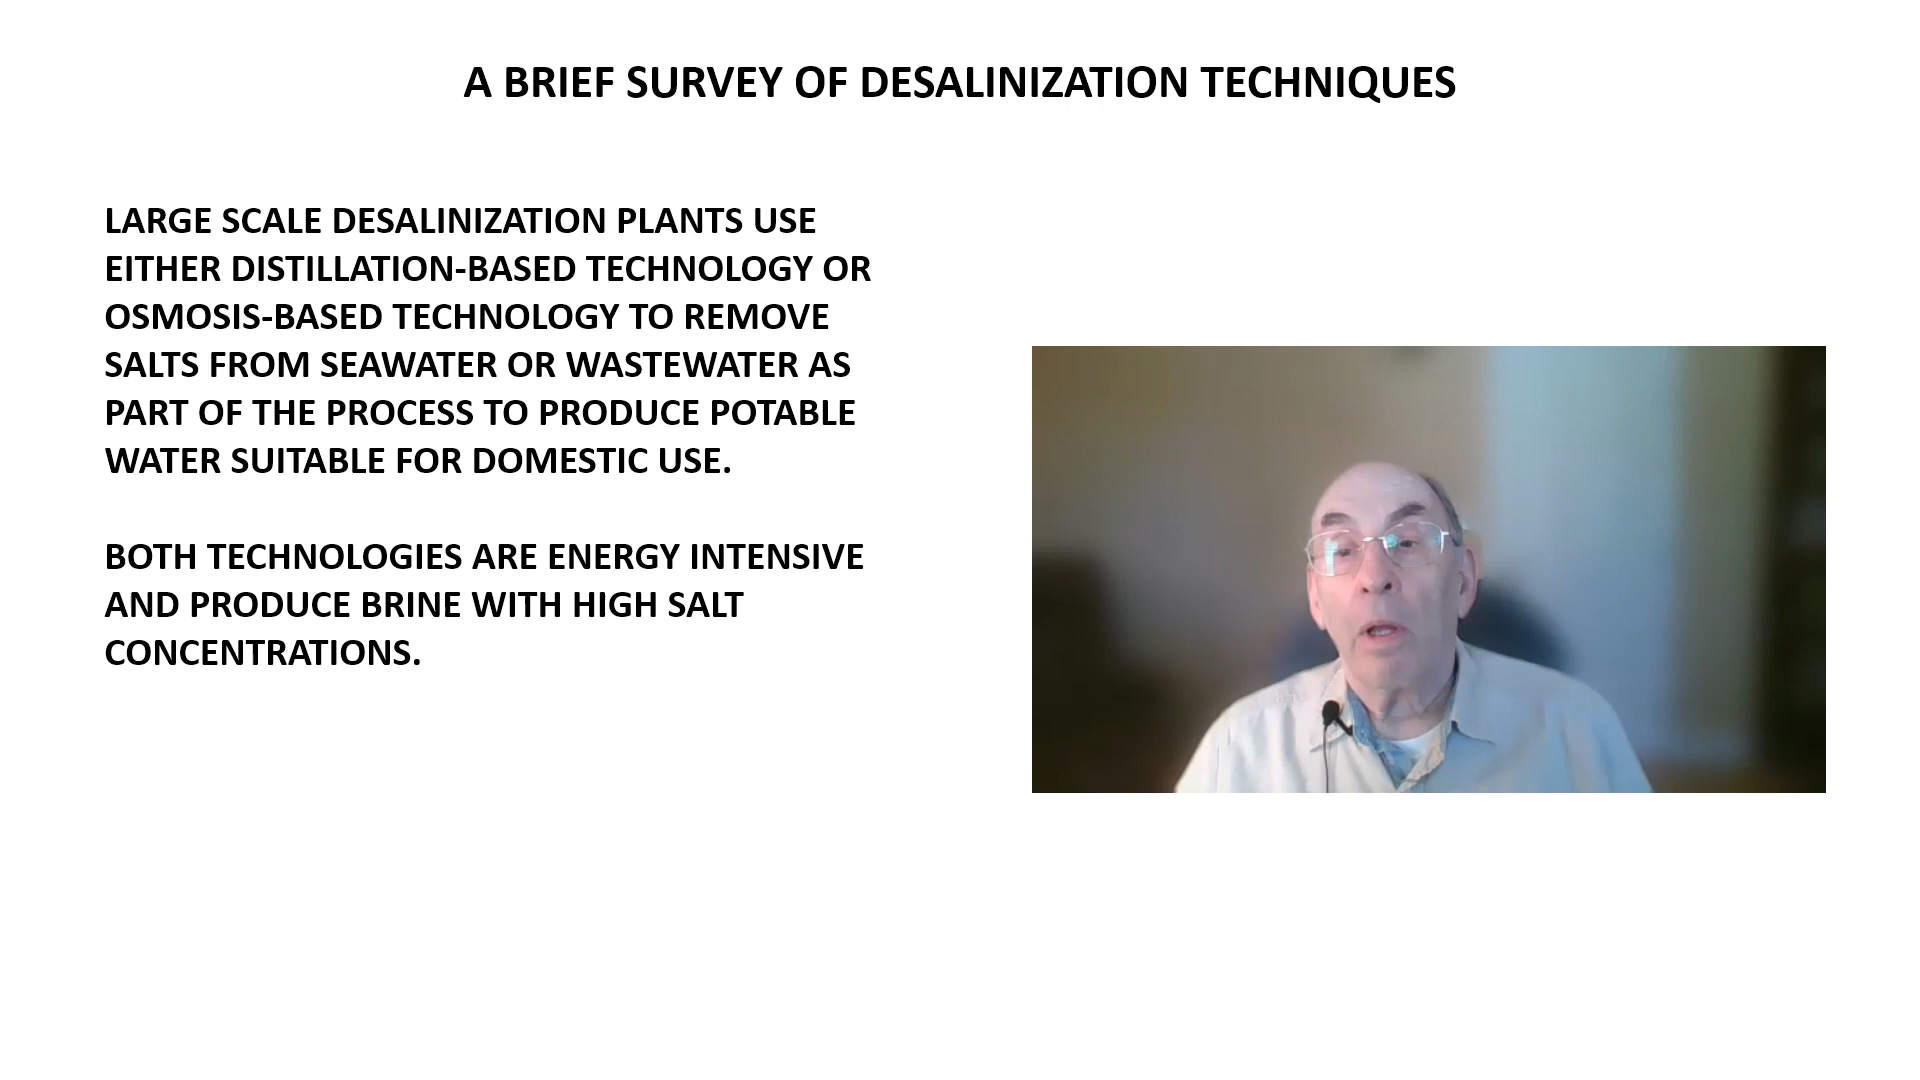 A BRIEF SURVEY OF DESALINIZATION TECHNIQUES
LARGE SCALE DESALINIZATION PLANTS USE
EITHER DISTILLATION-BASED TECHNOLOGY OR
OSMOSIS-BASED TECHNOLOGY TO REMOVE
SALTS FROM SEAWATER OR WASTEWATER AS
PART OF THE PROCESS TO PRODUCE POTABLE
WATER SUITABLE FOR DOMESTIC USE.
BOTH TECHNOLOGIES ARE ENERGY INTENSIVE
AND PRODUCE BRINE WITH HIGH SALT
CONCENTRATIONS.